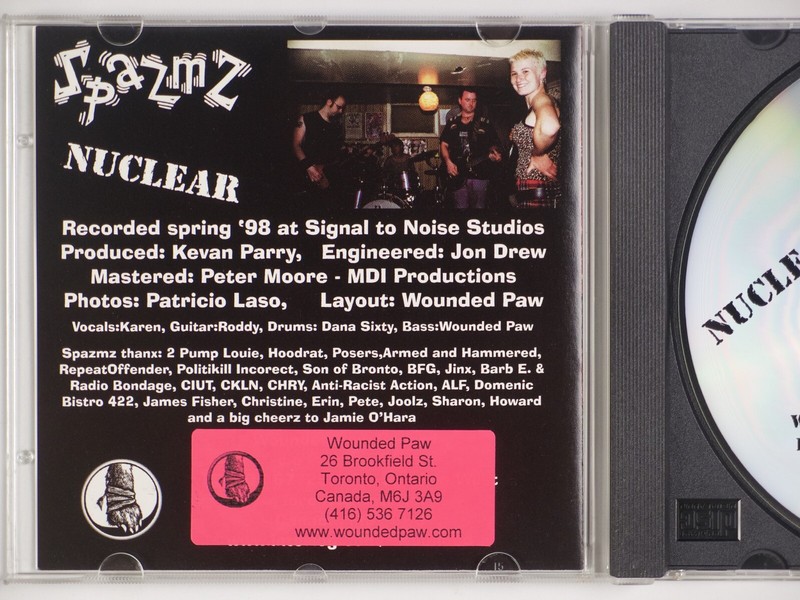 Spazmz
NUCLEAR
Recorded spring '98 at Signal to Noise Studios
Produced: Kevan Parry, Engineered: Jon Drew
Mastered: Peter Moore - MDI Productions
Photos: Patricio Laso, Layout: Wounded Paw
Vocals:Karen, Guitar:Roddy, Drums: Dana Sixty, Bass:Wounded Paw
Spazmz thanx: 2 Pump Louie, Hoodrat, Posers,Armed and Hammered,
RepeatOffender, Politikill Incorect, Son of Bronto, BFG, Jinx, Barb E. &
Radio Bondage, CIUT, CKLN, CHRY, Anti-Racist Action, ALF, Domenic
Bistro 422, James Fisher, Christine, Erin, Pete, Joolz, Sharon, Howard
and a big cheerz to Jamie O'Hara
Wounded Paw
26 Brookfield St.
Toronto, Ontario
Canada, M6J 3A9
(416) 536 7126
www.woundedpaw.com
NUCLE